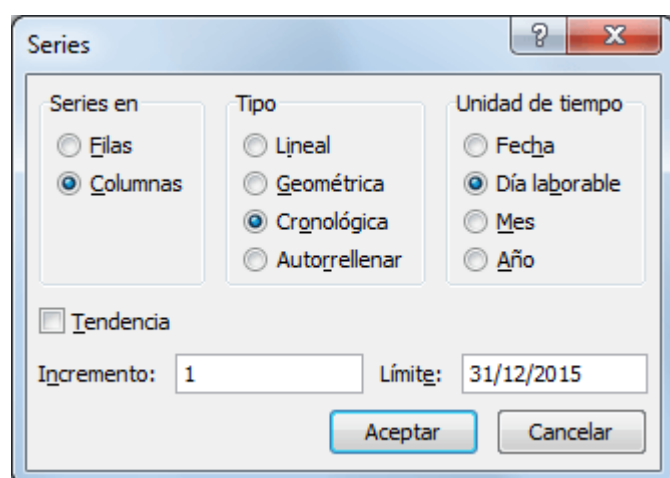 Series
Series en
Filas
Columnas
Tipo
Lineal
Geométrica
Cronológica
Autorrellenar
Unidad de tiempo
Fecha
Día laborable
Mes
Año
Tendencia
Incremento: 1
Límite: 31/12/2015
Aceptar
Cancelar